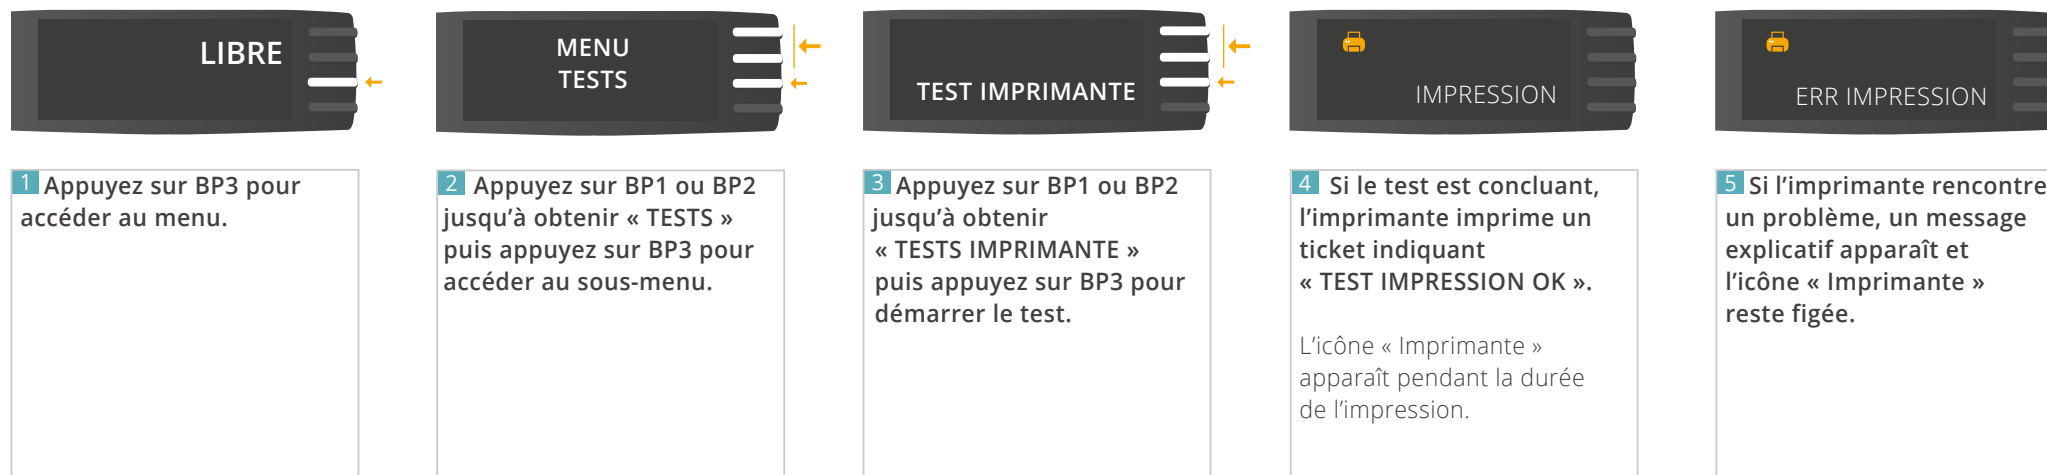 LIBRE
MENU
TESTS
TEST IMPRIMANTE
IMPRESSION
ERR IMPRESSION
1 Appuyez sur BP3 pour
accéder au menu.
2 Appuyez sur BP1 ou BP2
jusqu’à obtenir « TESTS »
puis appuyez sur BP3 pour
accéder au sous-menu.
3 Appuyez sur BP1 ou BP2
jusqu’à obtenir
« TESTS IMPRIMANTE »
puis appuyez sur BP3 pour
démarrer le test.
4 Si le test est concluant,
l’imprimante imprime un
ticket indiquant
« TEST IMPRESSION OK ».
L’icône « Imprimante »
apparaît pendant la durée
de l’impression.
5 Si l’imprimante rencontre
un problème, un message
explicatif apparaît et
l’icône « Imprimante »
reste figée.